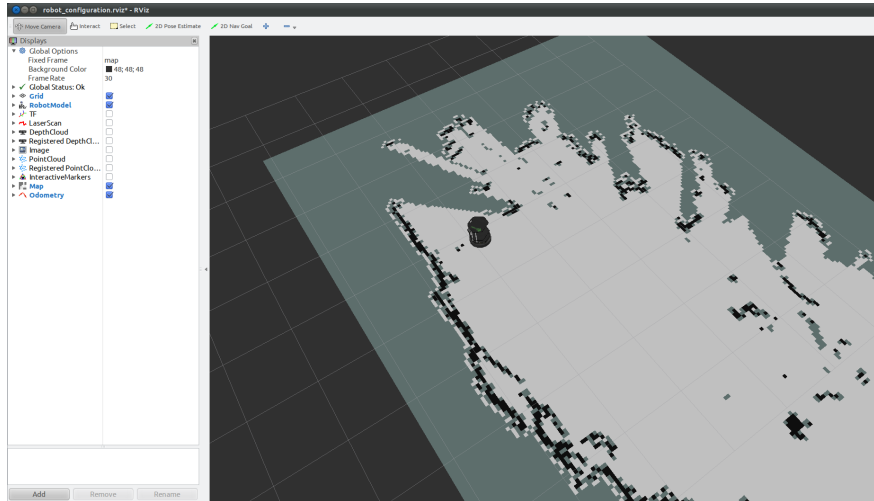 robot_configuration.rviz* - RViz
Move Camera Interact Select 2D Pose Estimate 2D Nav Goal
Displays
Global Options
Fixed Frame map
Background Color 48; 48; 48
Frame Rate 30
Global Status: Ok
Grid
RobotModel
TF
LaserScan
DepthCloud
Registered DepthCl...
Image
PointCloud
Registered PointClo...
InteractiveMarkers
Map
Odometry
Add Remove Rename